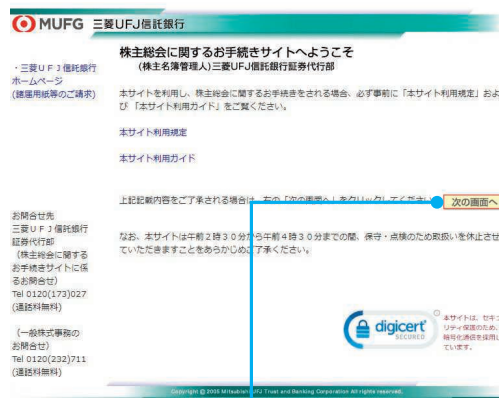 MUFG 三菱UFJ信託銀行
・三菱ＵＦＪ信託銀行
ホームページ
(諸届用紙等のご請求)
株主総会に関するお手続きサイトへようこそ
(株主名簿管理人)三菱UFJ信託銀行証券代行部
本サイトを利用し、株主総会に関するお手続きをされる場合、必ず事前に「本サイト利用規定」およ
び 「本サイト利用ガイド」をご覧ください。
本サイト利用規定
本サイト利用ガイド
上記記載内容をご了承される場合は、右の「次の画面へ」をクリックしてください
次の画面へ
なお、本サイトは午前２時３０分から午前４時３０分までの間、保守・点検のため取扱いを休止させ
ていただきますことをあらかじめご了承ください。
お問合せ先
三菱ＵＦＪ信託銀行
証券代行部
(株主総会に関する
お手続きサイトに係
るお問合せ)
Tel 0120(173)027
(通話料無料)
(一般株式事務の
お問合せ)
Tel 0120(232)711
(通話料無料)
digicert
SECURED
本サイトは、セキュ
リティ保護のため、
暗号化通信を採用し
ています。
Copyright © 2005 Mitsubishi UFJ Trust and Banking Corporation All rights reserved.